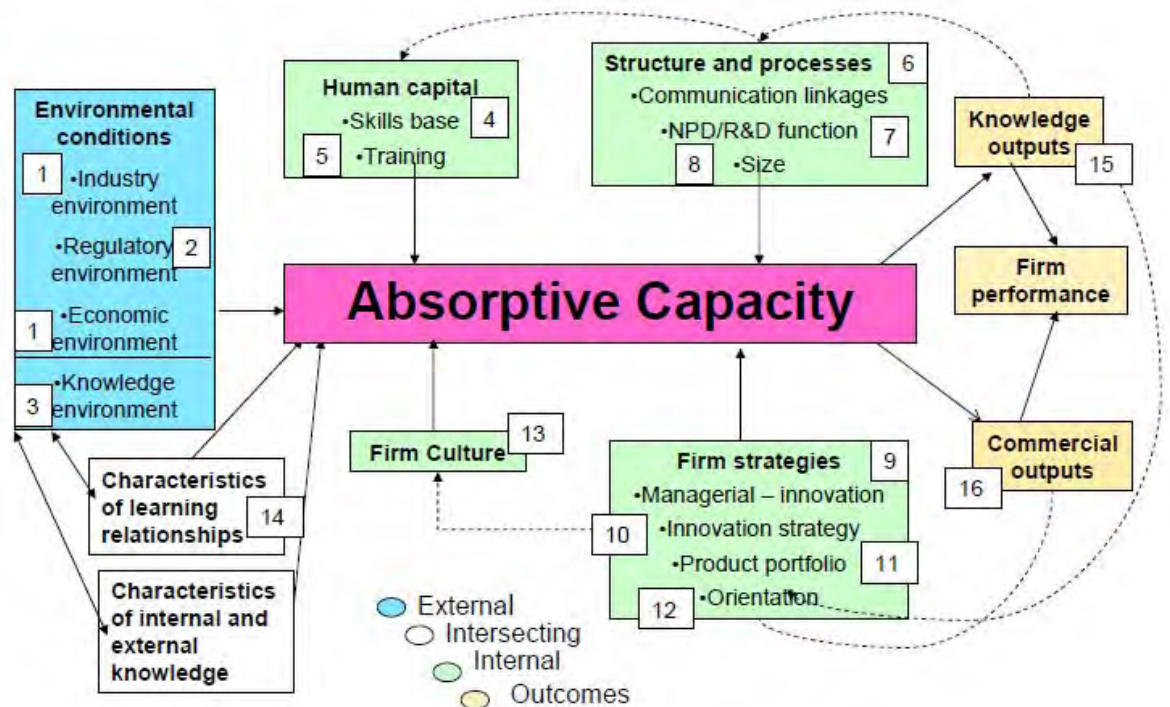 Environmental
conditions
1
•Industry
environment
•Regulatory
2
environment
•Economic
1
environment
•Knowledge
3
environment
Human capital
•Skills base
4
5
•Training
Structure and processes
6
•Communication linkages
•NPD/R&D function
7
8
•Size
Knowledge
outputs
15
Firm
performance
Absorptive Capacity
Commercial
outputs
16
Firm Culture
13
Firm strategies
9
•Managerial – innovation
10
•Innovation strategy
•Product portfolio
11
12
•Orientation
Characteristics
of learning
relationships
14
Characteristics
of internal and
external
knowledge
External
Intersecting
Internal
Outcomes